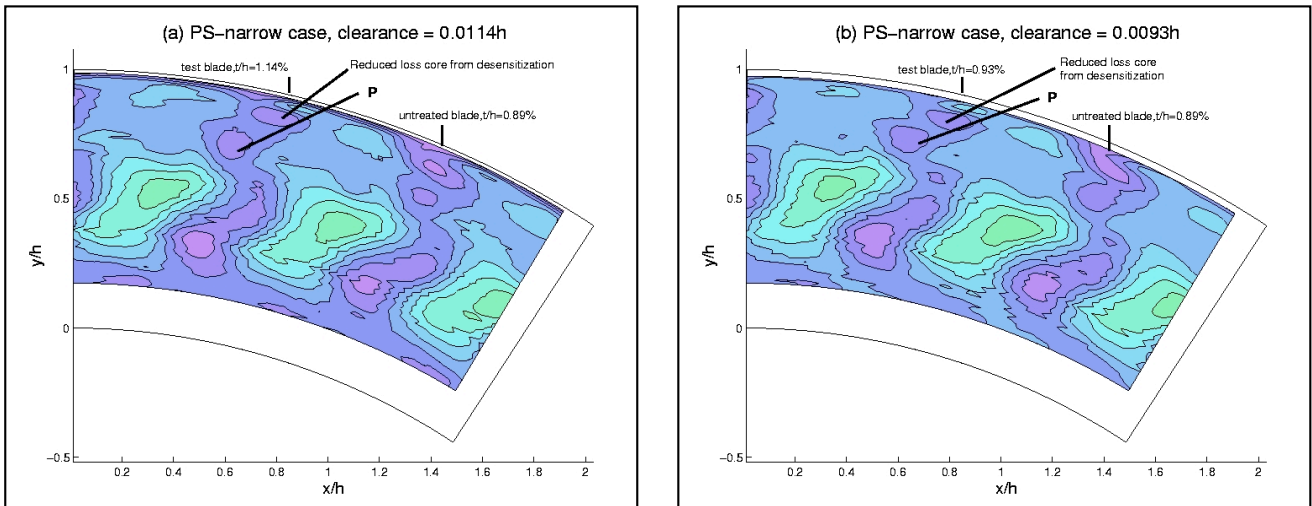 (a) PS-narrow case, clearance = 0.0114h
test blade,t/h=1.14%
Reduced loss core from desensitization
P
untreated blade,t/h=0.89%
1
0.5
0
-0.5
y/h
0.2 0.4 0.6 0.8 1 1.2 1.4 1.6 1.8 2
x/h
(b) PS-narrow case, clearance = 0.0093h
test blade,t/h=0.93%
Reduced loss core
from desensitization
P
untreated blade,t/h=0.89%
1
0.5
0
-0.5
y/h
0.2 0.4 0.6 0.8 1 1.2 1.4 1.6 1.8 2
x/h